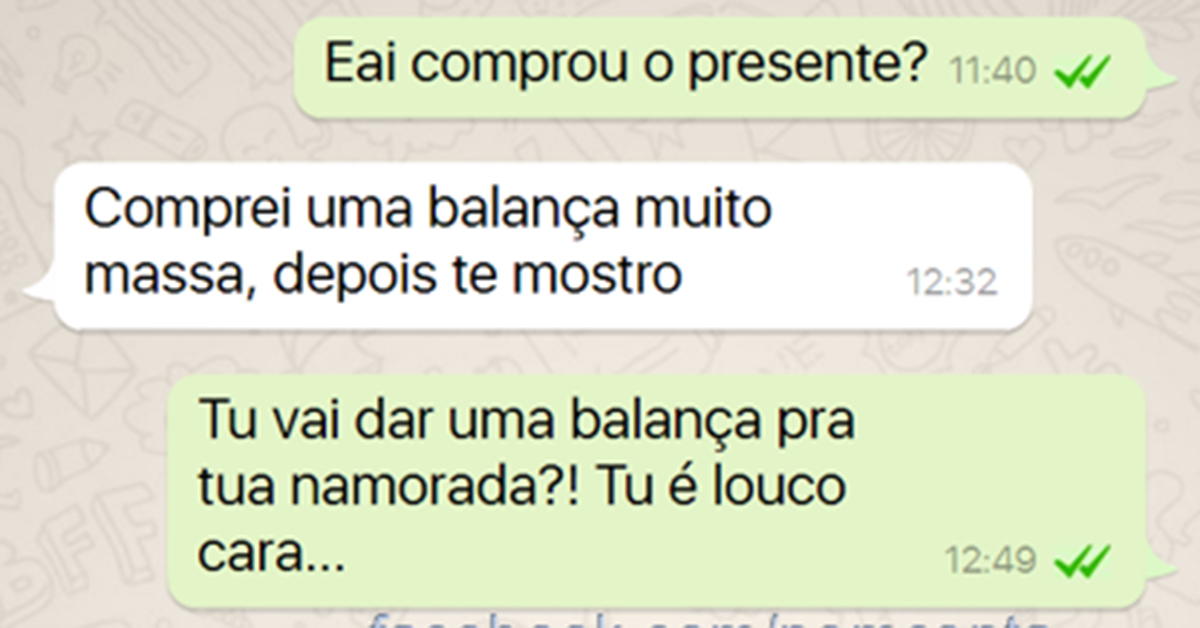 Eai comprou o presente? 11:40
Comprei uma balança muito
massa, depois te mostro 12:32
Tu vai dar uma balança pra
tua namorada?! Tu é louco
cara... 12:49